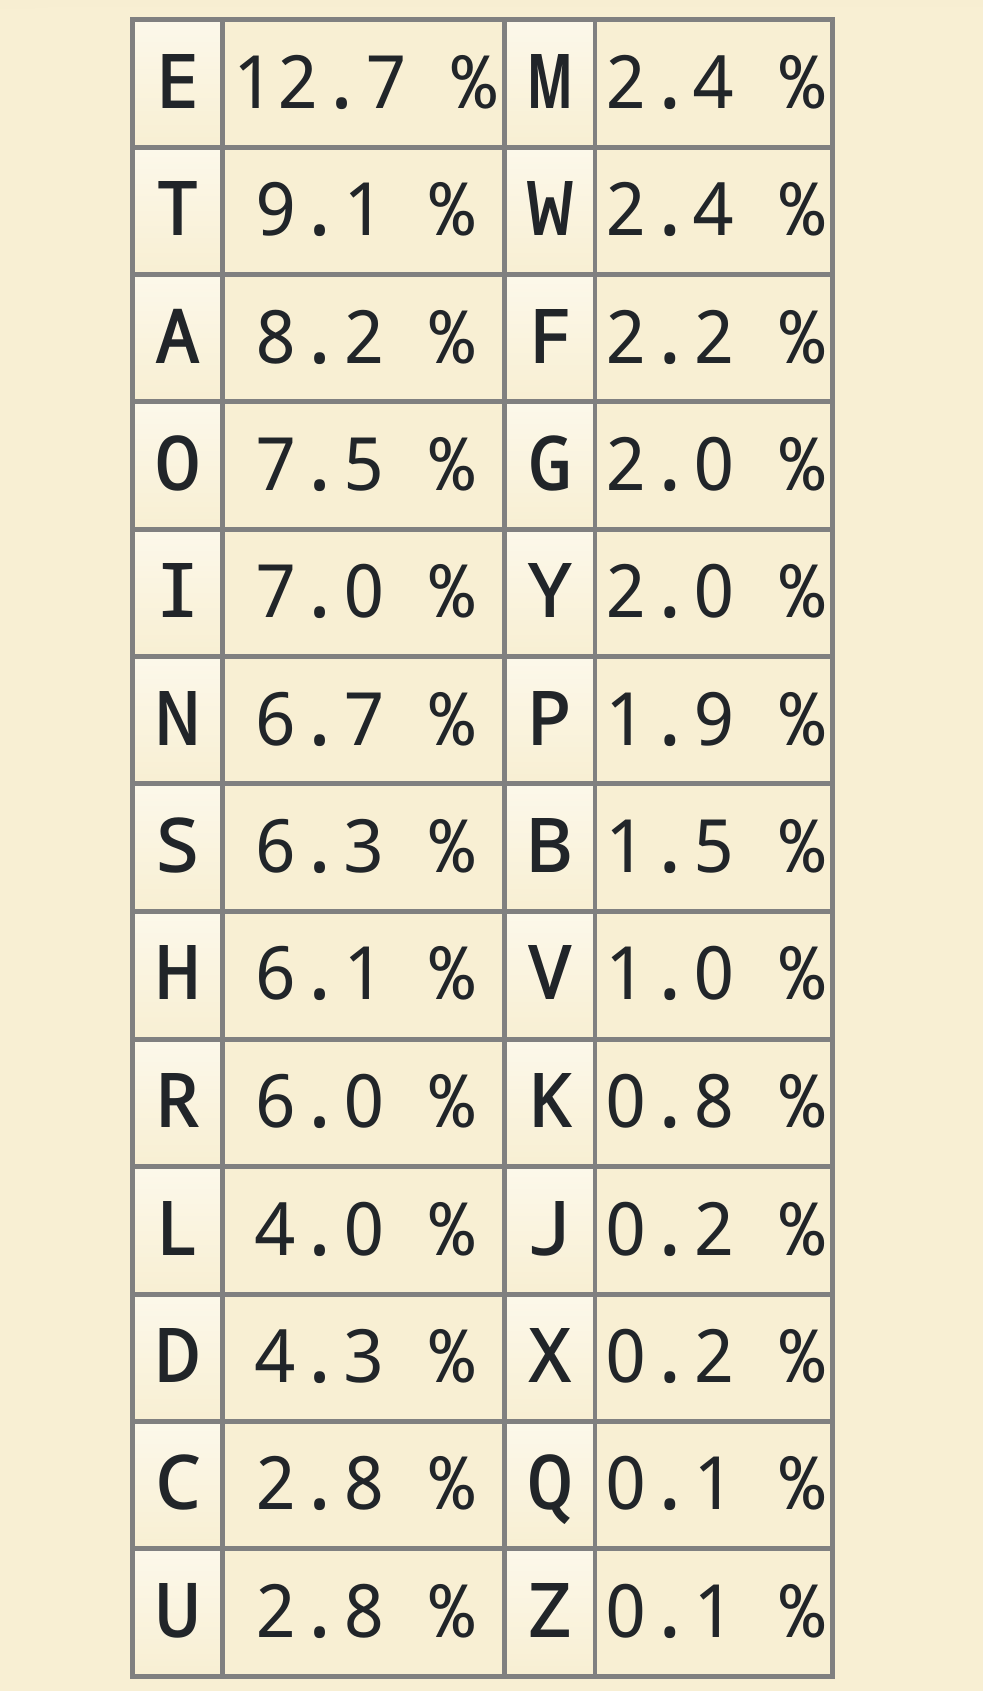 E 12.7 % M 2.4 %
T 9.1 % W 2.4 %
A 8.2 % F 2.2 %
O 7.5 % G 2.0 %
I 7.0 % Y 2.0 %
N 6.7 % P 1.9 %
S 6.3 % B 1.5 %
H 6.1 % V 1.0 %
R 6.0 % K 0.8 %
L 4.0 % J 0.2 %
D 4.3 % X 0.2 %
C 2.8 % Q 0.1 %
U 2.8 % Z 0.1 %